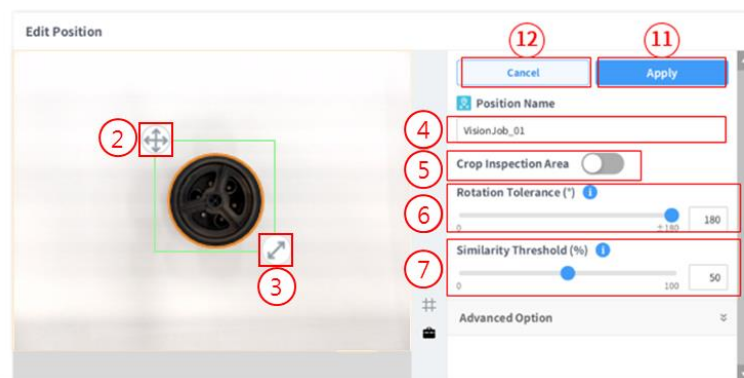 Edit Position
12
11
Cancel
Apply
Position Name
2
4
VisionJob_01
5
Crop Inspection Area
Rotation Tolerance (°)
6
0
±180
180
Similarity Threshold (%)
7
0
100
50
3
Advanced Option